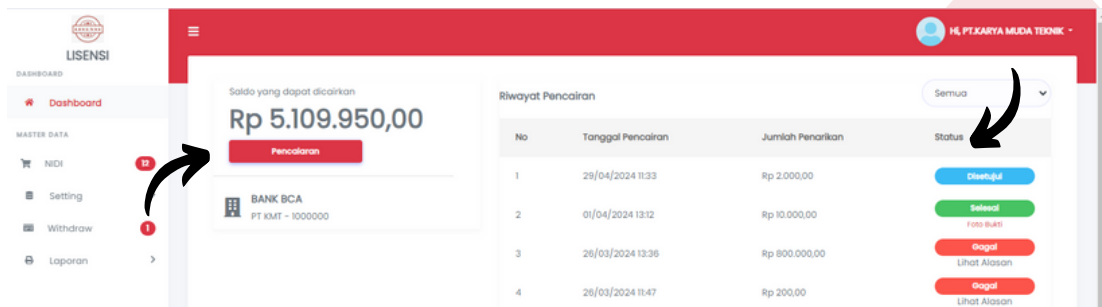 LISENSI
DASHBOARD
Dashboard
MASTER DATA
NIDI 12
Setting
Withdraw 1
Laporan
Hi, PT.KARYA MUDA TEKNIK
Saldo yang dapat dicairkan
Rp 5.109.950,00
Pencairan
BANK BCA
PT KMT - 1000000
Riwayat Pencairan
Semua
No Tanggal Pencairan Jumlah Penarikan Status
1 29/04/2024 11:33 Rp 2.000,00 Disetujui
2 01/04/2024 13:12 Rp 10.000,00 Selesai
Foto Bukti
3 26/03/2024 13:36 Rp 800.000,00 Gagal
Lihat Alasan
4 26/03/2024 11:47 Rp 200,00 Gagal
Lihat Alasan